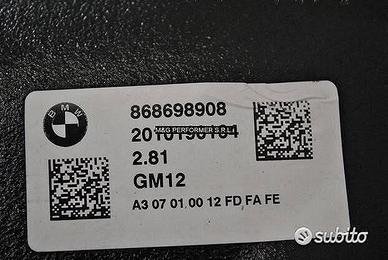 BMW
868698908
M&G PERFORMER S.R.L.
2.81
GM12
A3 07 01 00 12 FD FA FE
subito